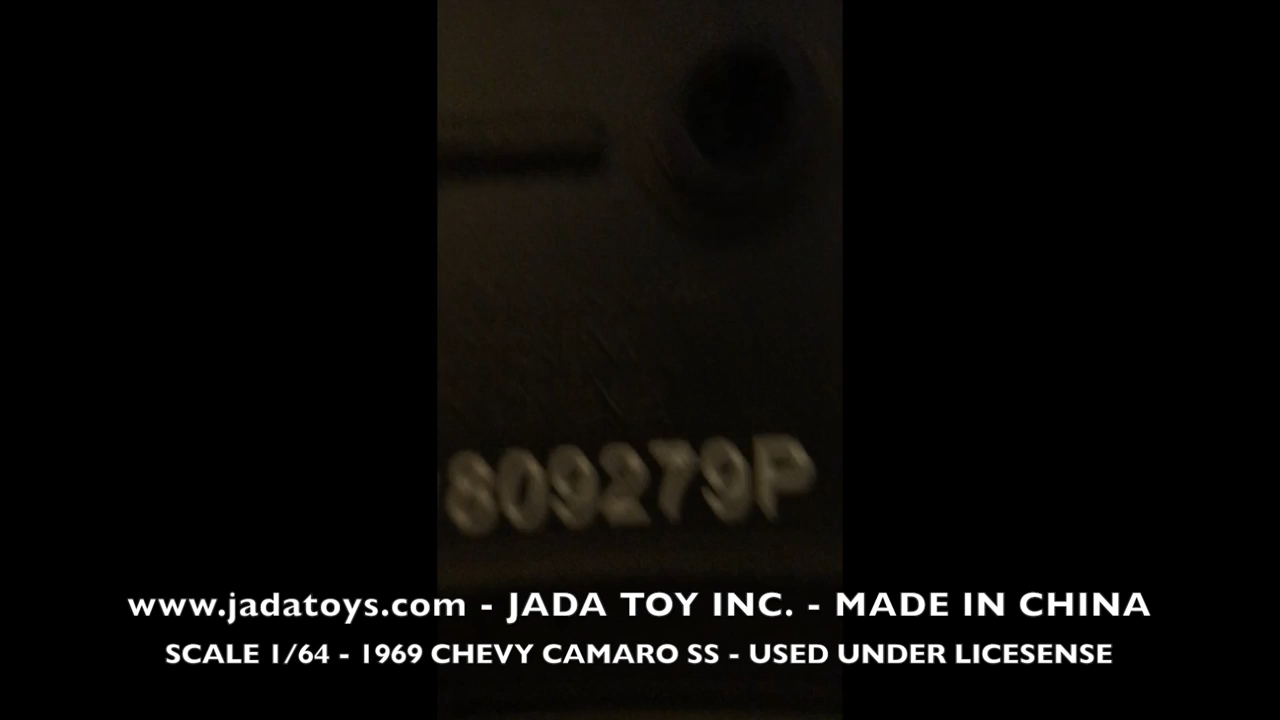 809279P
www.jadatoys.com - JADA TOY INC. - MADE IN CHINA
SCALE 1/64 - 1969 CHEVY CAMARO SS - USED UNDER LICESENSE